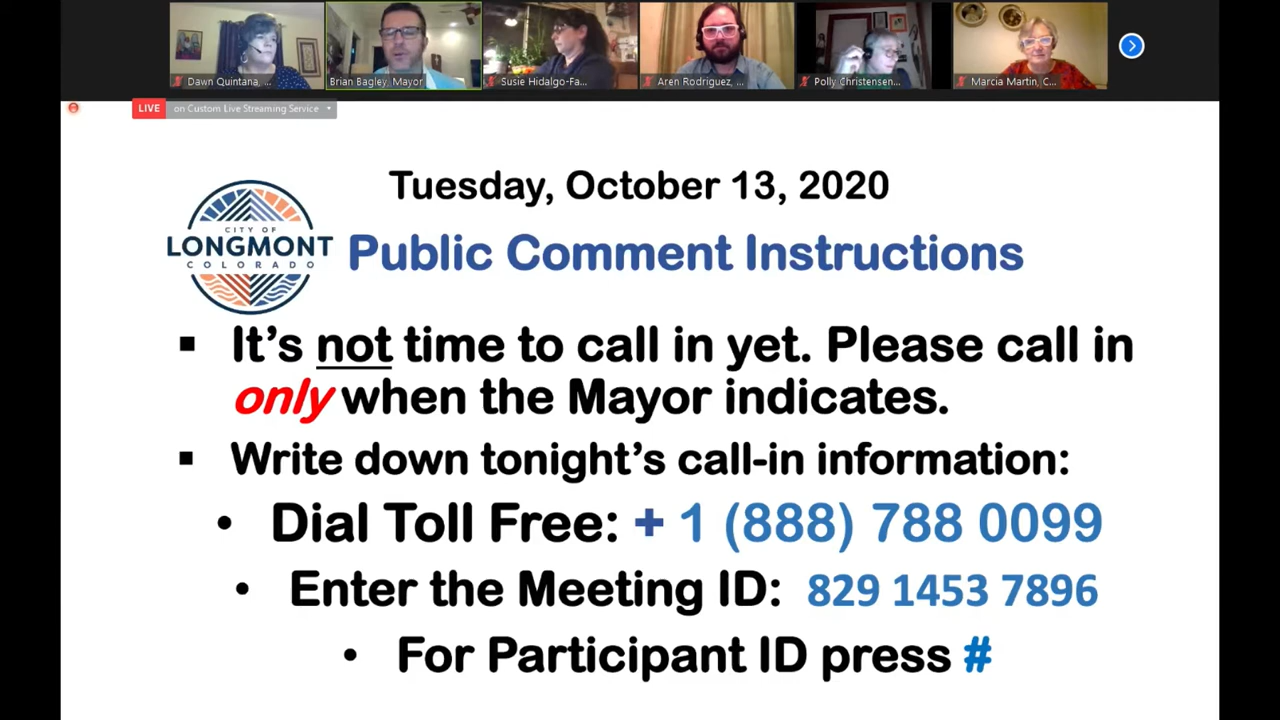 Dawn Quintana, ...
Brian Bagley, Mayor
Susie Hidalgo-Fa...
Aren Rodriguez, ...
Polly Christensen...
Marcia Martin, C...
LIVE on Custom Live Streaming Service
Tuesday, October 13, 2020
CITY OF
LONGMONT
COLORADO
Public Comment Instructions
▪ It's not time to call in yet. Please call in
only when the Mayor indicates.
▪ Write down tonight's call-in information:
• Dial Toll Free: + 1 (888) 788 0099
• Enter the Meeting ID: 829 1453 7896
• For Participant ID press #